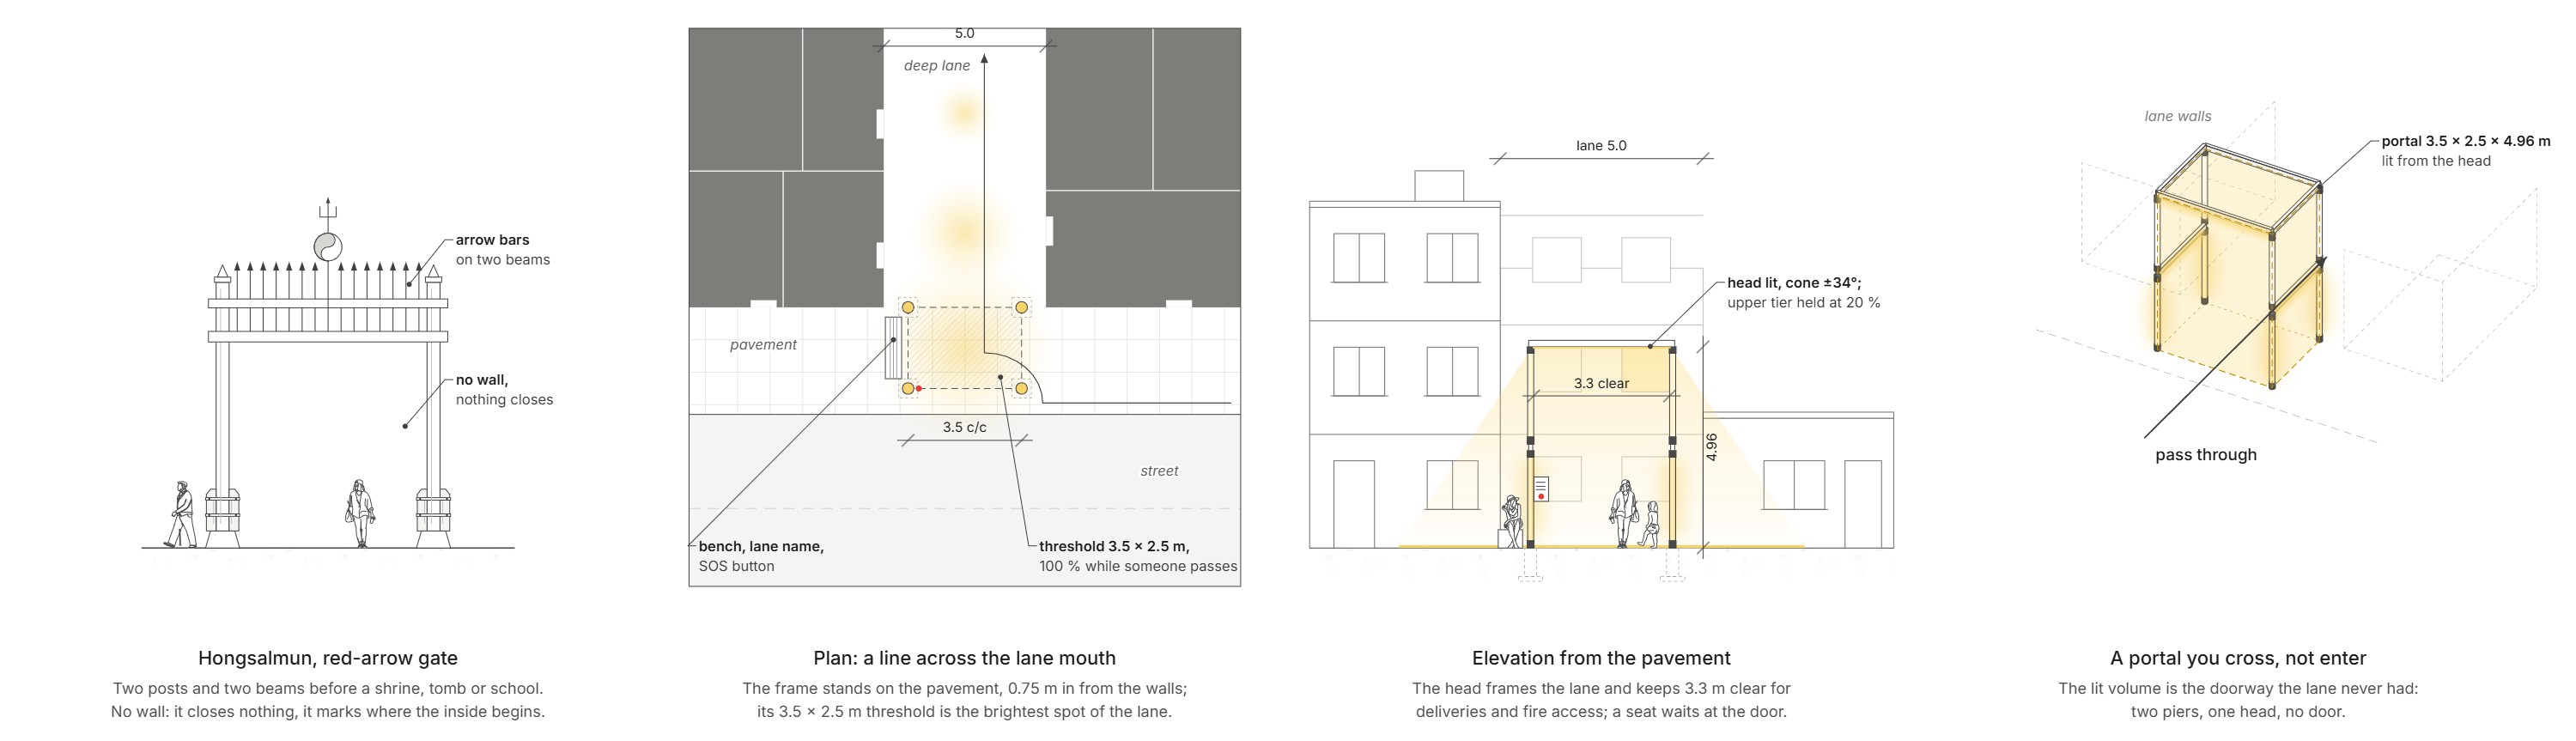 arrow bars
on two beams
no wall,
nothing closes
Hongsalmun, red-arrow gate
Two posts and two beams before a shrine, tomb or school.
No wall: it closes nothing, it marks where the inside begins.
5.0
deep lane
pavement
3.5 c/c
street
bench, lane name,
SOS button
threshold 3.5 × 2.5 m,
100 % while someone passes
Plan: a line across the lane mouth
The frame stands on the pavement, 0.75 m in from the walls;
its 3.5 × 2.5 m threshold is the brightest spot of the lane.
lane 5.0
head lit, cone ±34°;
upper tier held at 20 %
3.3 clear
4.96
Elevation from the pavement
The head frames the lane and keeps 3.3 m clear for
deliveries and fire access; a seat waits at the door.
lane walls
portal 3.5 × 2.5 × 4.96 m
lit from the head
pass through
A portal you cross, not enter
The lit volume is the doorway the lane never had:
two piers, one head, no door.